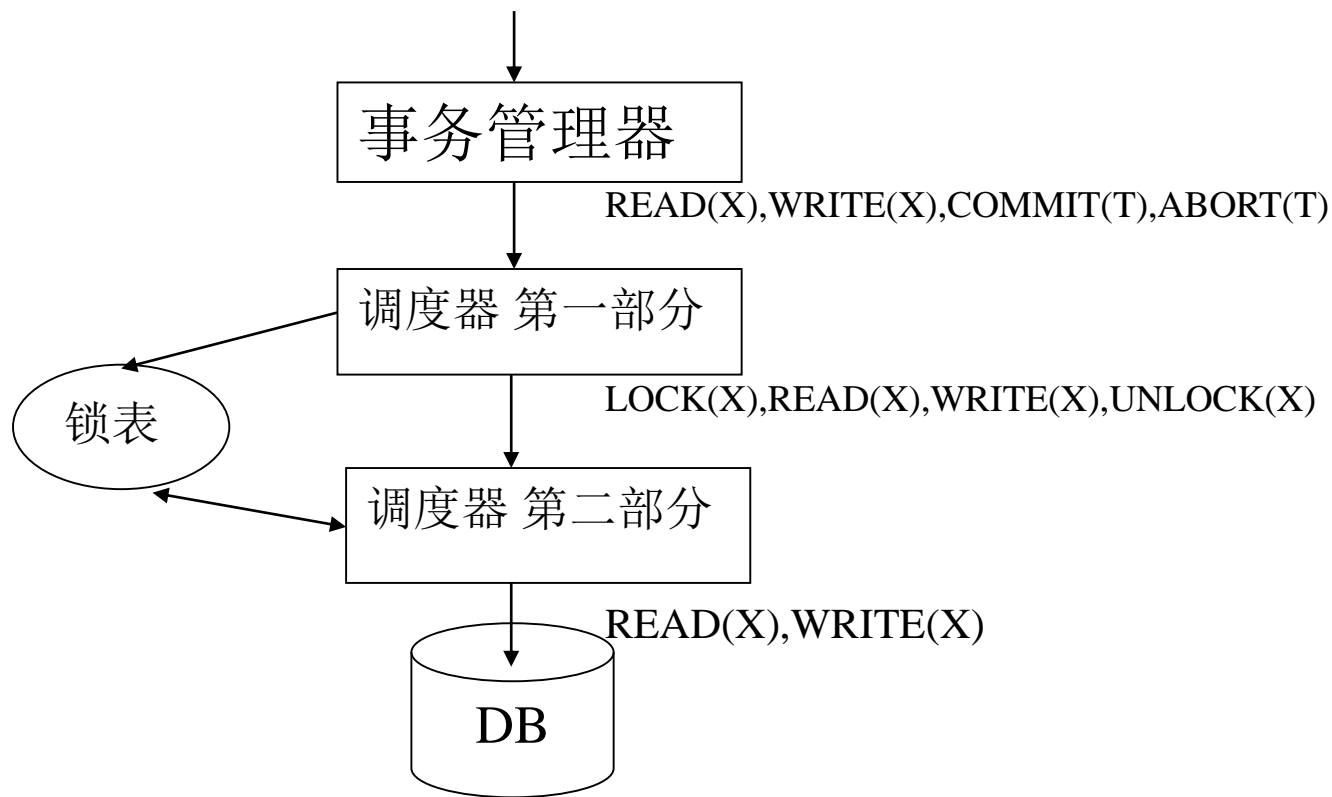 事务管理器
READ(X),WRITE(X),COMMIT(T),ABORT(T)
调度器 第一部分
LOCK(X),READ(X),WRITE(X),UNLOCK(X)
锁表
调度器 第二部分
READ(X),WRITE(X)
DB